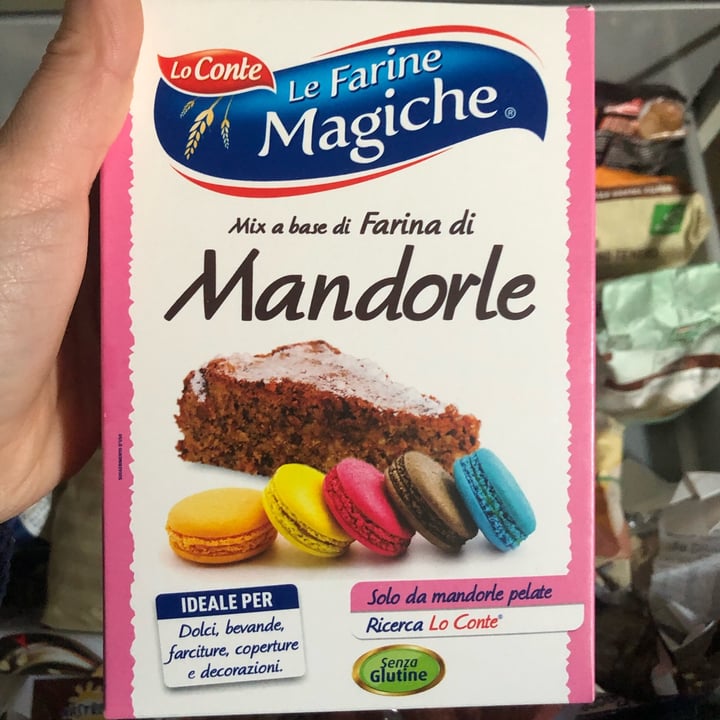 Lo Conte
Le Farine
Magiche®
Mix a base di Farina di
Mandorle
IDEALE PER
Dolci, bevande,
farciture, coperture
e decorazioni.
Solo da mandorle pelate
Ricerca Lo Conte®
Senza
Glutine